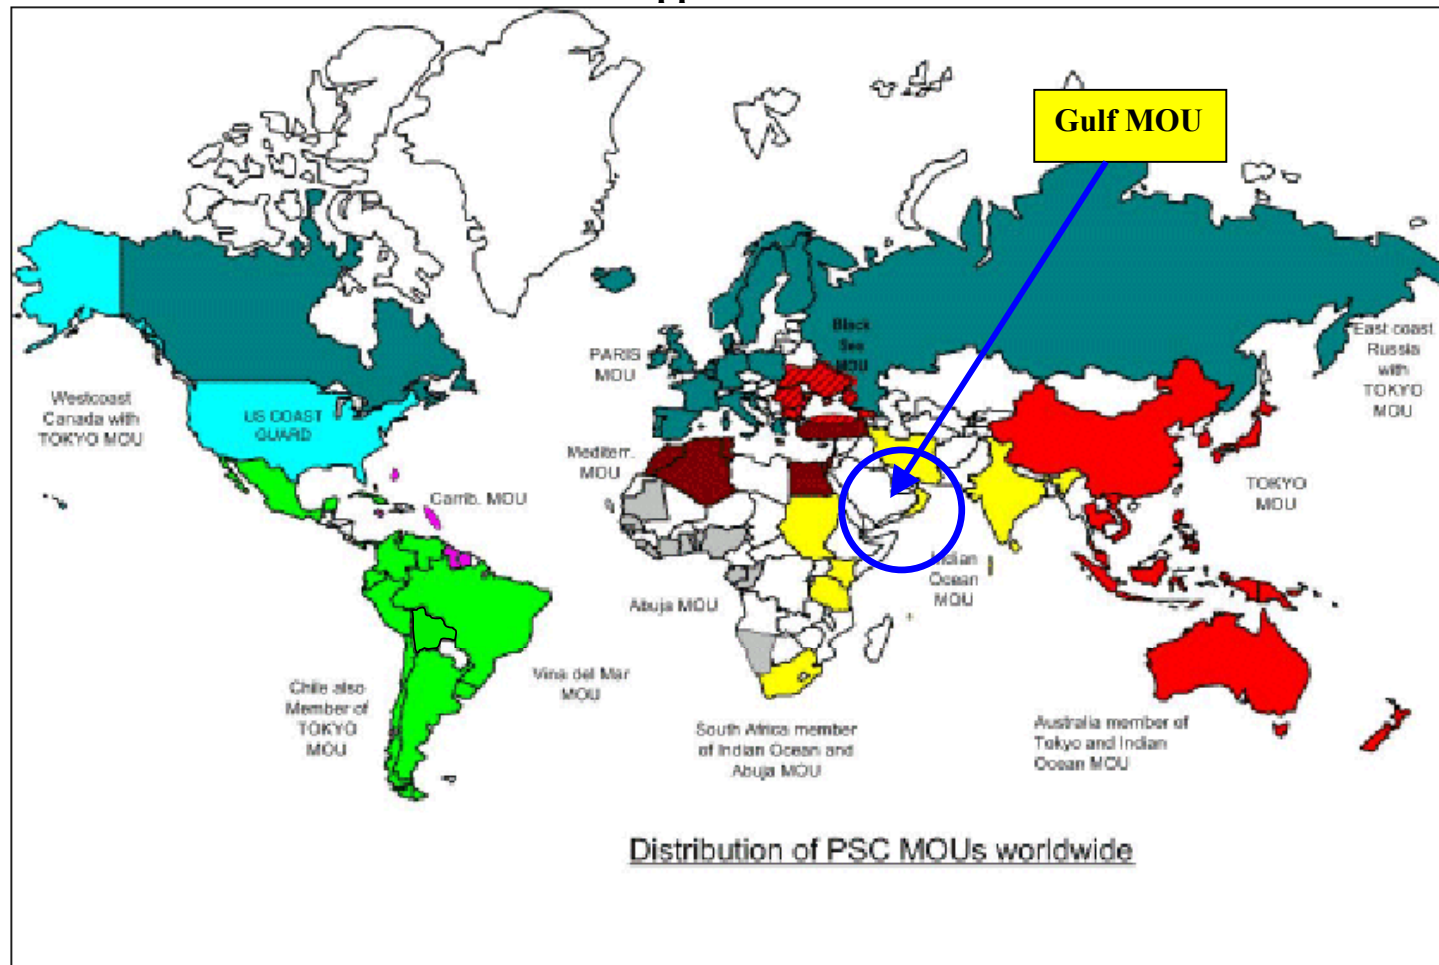 Gulf MOU
Black
Sea
MOU
PARIS
MOU
East coast
Russia
with
TOKYO
MOU
Westcoast
Canada with
TOKYO MOU
US COAST
GUARD
Mediterr.
MOU
Carib. MOU
TOKYO
MOU
Indian
Ocean
MOU
Abuja MOU
Vina del Mar
MOU
Chile also
Member of
TOKYO
MOU
South Africa member
of Indian Ocean and
Abuja MOU
Australia member of
Tokyo and Indian
Ocean MOU
Distribution of PSC MOUs worldwide